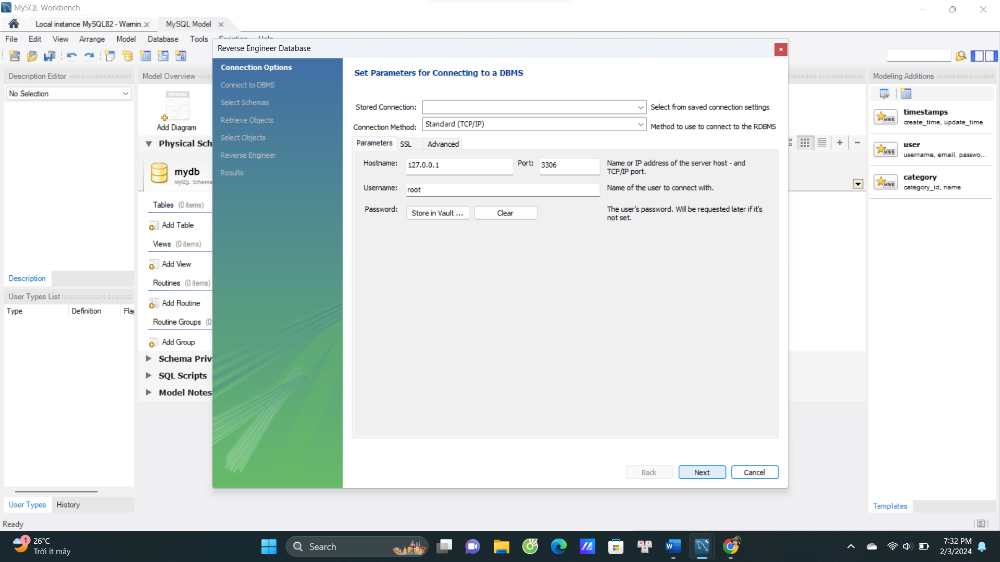 MySQL Workbench
Local instance MySQL82 - Warnin...
MySQL Model
File Edit View Arrange Model Database Tools Scripting Help
Reverse Engineer Database
Description Editor
No Selection
Description
User Types List
Type Definition Flag
User Types History
Ready
Model Overview
PHYSICAL
Add Diagram
Physical Sch
mydb
MySQL Schema
Tables (0 items)
Add Table
Views (0 items)
Add View
Routines (0 items)
Add Routine
Routine Groups (0
Add Group
Schema Priv
SQL Scripts
Model Notes
Connection Options
Connect to DBMS
Select Schemas
Retrieve Objects
Select Objects
Reverse Engineer
Results
Set Parameters for Connecting to a DBMS
Stored Connection: Select from saved connection settings
Connection Method: Standard (TCP/IP) Method to use to connect to the RDBMS
Parameters SSL Advanced
Hostname: 127.0.0.1 Port: 3306 Name or IP address of the server host - and
TCP/IP port.
Username: root Name of the user to connect with.
Password: Store in Vault ... Clear The user's password. Will be requested later if it's
not set.
Back Next Cancel
Modeling Additions
MWB
timestamps
create_time, update_time
MWB
user
username, email, passwo...
MWB
category
category_id, name
Templates
1
26°C
Trời ít mây
Search
W
7:32 PM
2/3/2024